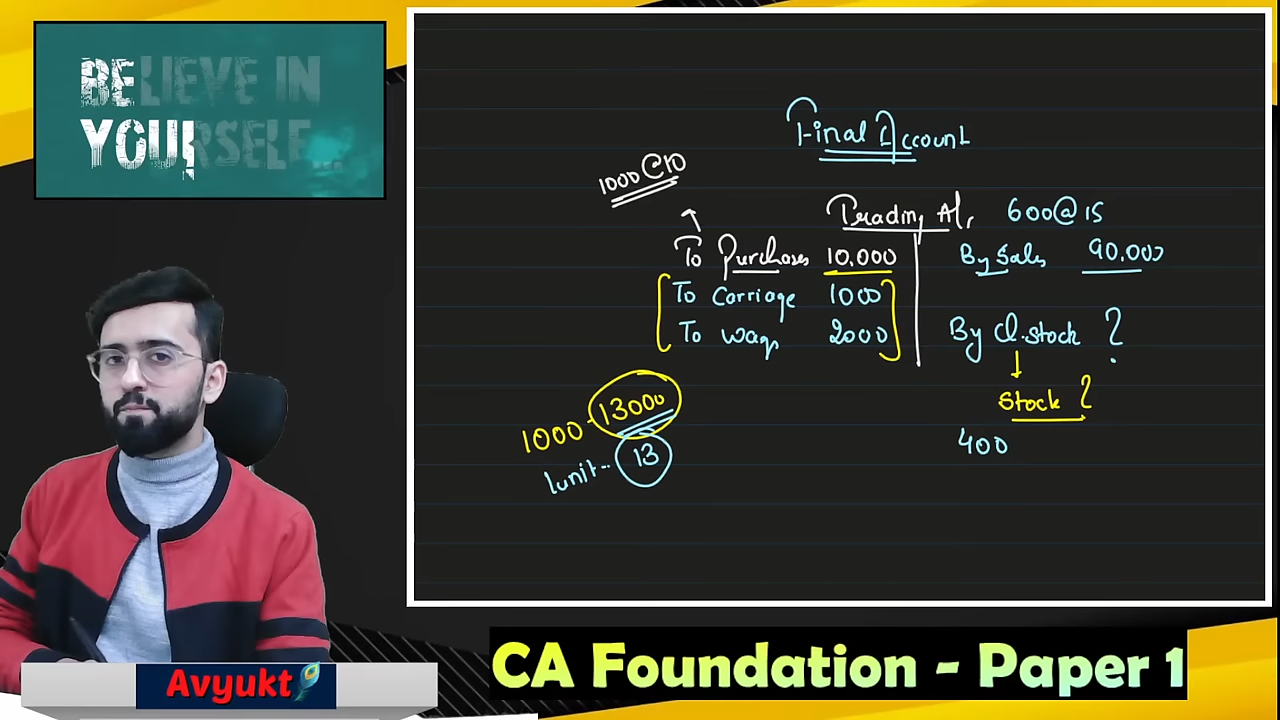 BELIEVE IN
YOURSELF...
Final Account
1000@10
Trading A/c
600@15
To Purchases 10,000
By Sales 90,000
To Carriage 1000
To wages 2000
By Cl.stock ?
Stock ?
1000-13000
400
1unit-- 13
Avyukt
CA Foundation - Paper 1